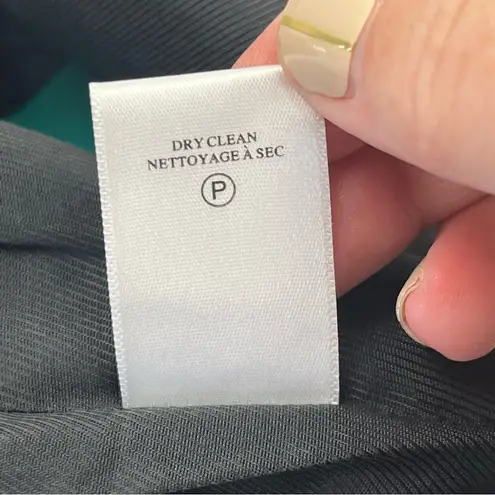 DRY CLEAN
NETTOYAGE À SEC
P